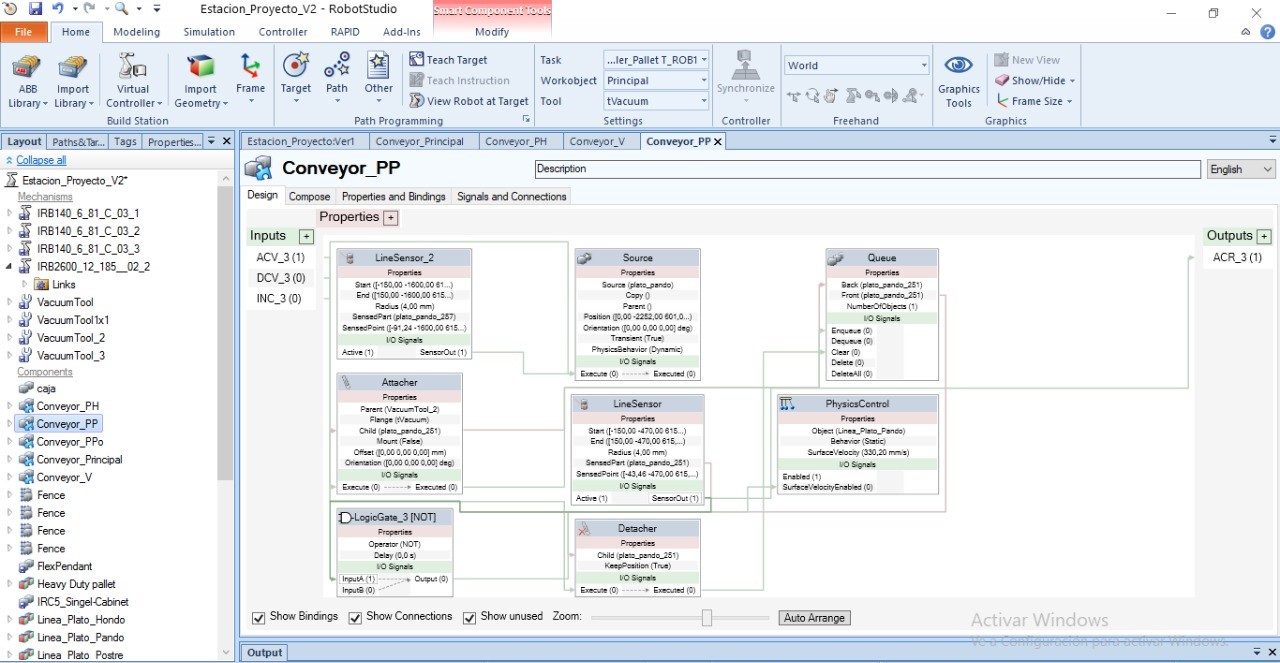 Estacion_Proyecto_V2 - RobotStudio
Smart Component Tools
File
Home
Modeling
Simulation
Controller
RAPID
Add-Ins
Modify
ABB Library
Import Library
Virtual Controller
Import Geometry
Frame
Target
Path
Other
Teach Target
Teach Instruction
View Robot at Target
Task
...ler_Pallet T_ROB1
Workobject
Principal
Tool
tVacuum
Synchronize
World
Graphics Tools
New View
Show/Hide
Frame Size
Build Station
Path Programming
Settings
Controller
Freehand
Graphics
Layout
Paths&Tar...
Tags
Properties...
Estacion_Proyecto:Ver1
Conveyor_Principal
Conveyor_PH
Conveyor_V
Conveyor_PP
Collapse all
Estacion_Proyecto_V2*
Mechanisms
IRB140_6_81_C_03_1
IRB140_6_81_C_03_2
IRB140_6_81_C_03_3
IRB2600_12_185__02_2
Links
VacuumTool
VacuumTool1x1
VacuumTool_2
VacuumTool_3
Components
caja
Conveyor_PH
Conveyor_PP
Conveyor_PPo
Conveyor_Principal
Conveyor_V
Fence
Fence
Fence
Fence
FlexPendant
Heavy Duty pallet
IRC5_Singel-Cabinet
Linea_Plato_Hondo
Linea_Plato_Pando
Linea Plato Postre
Conveyor_PP
Description
English
Design
Compose
Properties and Bindings
Signals and Connections
Properties +
Inputs +
ACV_3 (1)
DCV_3 (0)
INC_3 (0)
Outputs +
ACR_3 (1)
LineSensor_2
Properties
Start ([-150,00 -1600,00 61...)
End ([150,00 -1600,00 615...)
Radius (4,00 mm)
SensedPart (plato_pando_257)
SensedPoint ([-91,24 -1600,00 615...)
I/O Signals
Active (1)
SensorOut (1)
Source
Properties
Source (plato_pando)
Copy ()
Parent ()
Position ([0,00 -2252,00 601,0...)
Orientation ([0,00 0,00 0,00] deg)
Transient (True)
PhysicsBehavior (Dynamic)
I/O Signals
Execute (0)
Executed (0)
Queue
Properties
Back (plato_pando_251)
Front (plato_pando_251)
NumberOfObjects (1)
I/O Signals
Enqueue (0)
Dequeue (0)
Clear (0)
Delete (0)
DeleteAll (0)
Attacher
Properties
Parent (VacuumTool_2)
Flange (tVacuum)
Child (plato_pando_251)
Mount (False)
Offset ([0,00 0,00 0,00] mm)
Orientation ([0,00 0,00 0,00] deg)
I/O Signals
Execute (0)
Executed (0)
LineSensor
Properties
Start ([-150,00 -470,00 615,...)
End ([150,00 -470,00 615,...)
Radius (4,00 mm)
SensedPart (plato_pando_251)
SensedPoint ([-43,46 -470,00 615,...)
I/O Signals
Active (1)
SensorOut (1)
PhysicsControl
Properties
Object (Linea_Plato_Pando)
Behavior (Static)
SurfaceVelocity (330,20 mm/s)
I/O Signals
Enabled (1)
SurfaceVelocityEnabled (0)
LogicGate_3 [NOT]
Properties
Operator (NOT)
Delay (0,0 s)
I/O Signals
InputA (1)
Output (0)
InputB (0)
Detacher
Properties
Child (plato_pando_251)
KeepPosition (True)
I/O Signals
Execute (0)
Executed (0)
Show Bindings
Show Connections
Show unused
Zoom:
Auto Arrange
Activar Windows
Ve a Configuración para activar Windows.
Output